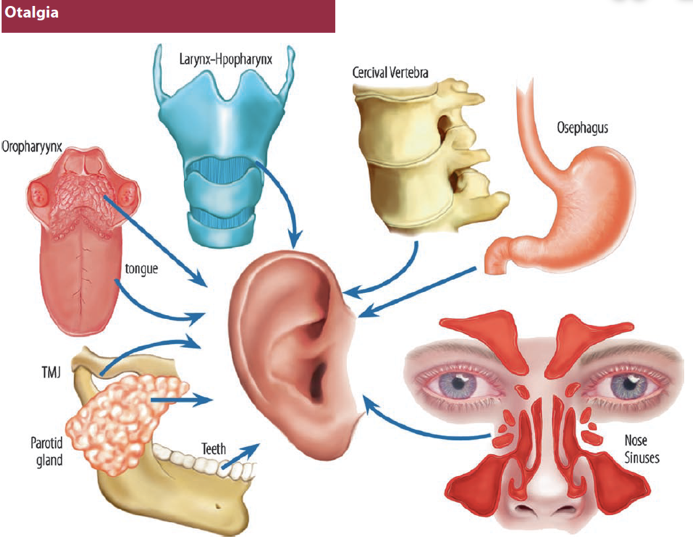 Otalgia
Larynx-Hpopharynx
Cercival Vertebra
Osephagus
Oropharyynx
tongue
TMJ
Parotid
gland
Teeth
Nose
Sinuses